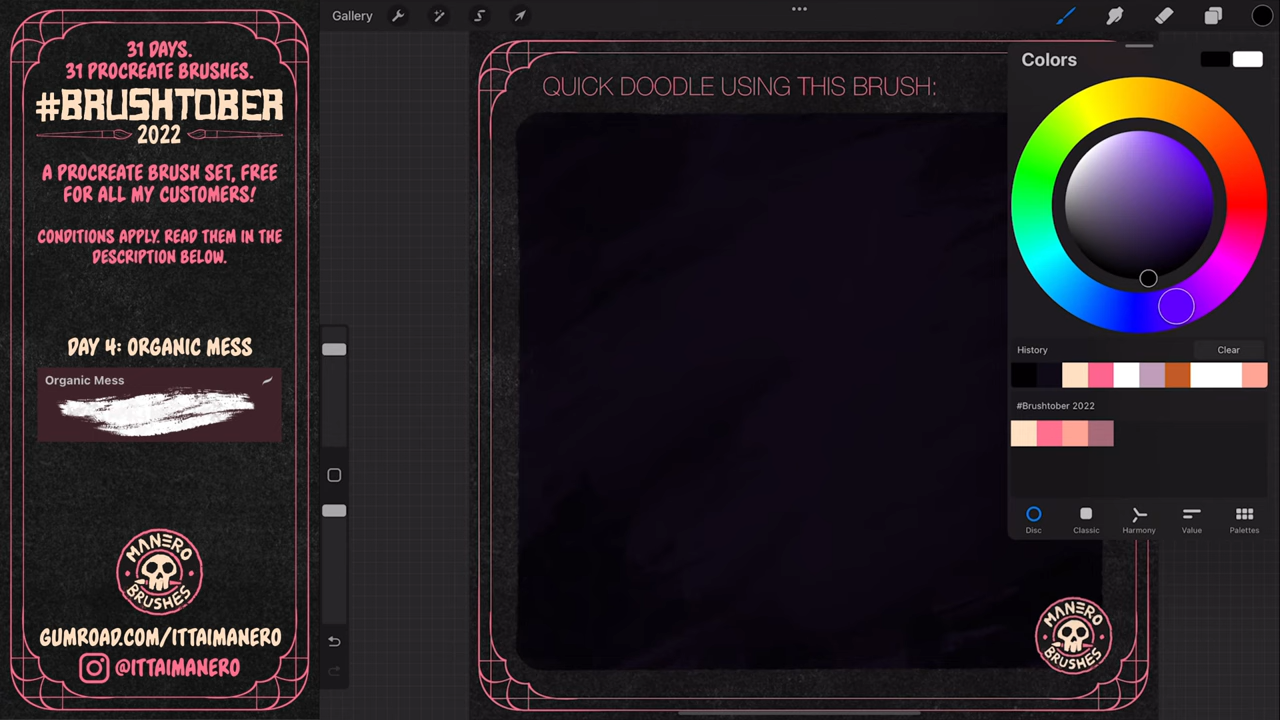 31 DAYS.
31 PROCREATE BRUSHES.
#BRUSHTOBER
2022
A PROCREATE BRUSH SET, FREE
FOR ALL MY CUSTOMERS!
CONDITIONS APPLY. READ THEM IN THE
DESCRIPTION BELOW.
DAY 4: ORGANIC MESS
Organic Mess
MANERO
BRUSHES
GUMROAD.COM/ITTAIMANERO
@ITTAIMANERO
Gallery
QUICK DOODLE USING THIS BRUSH:
Colors
History
Clear
#Brushtober 2022
Disc
Classic
Harmony
Value
Palettes
MANERO
BRUSHES